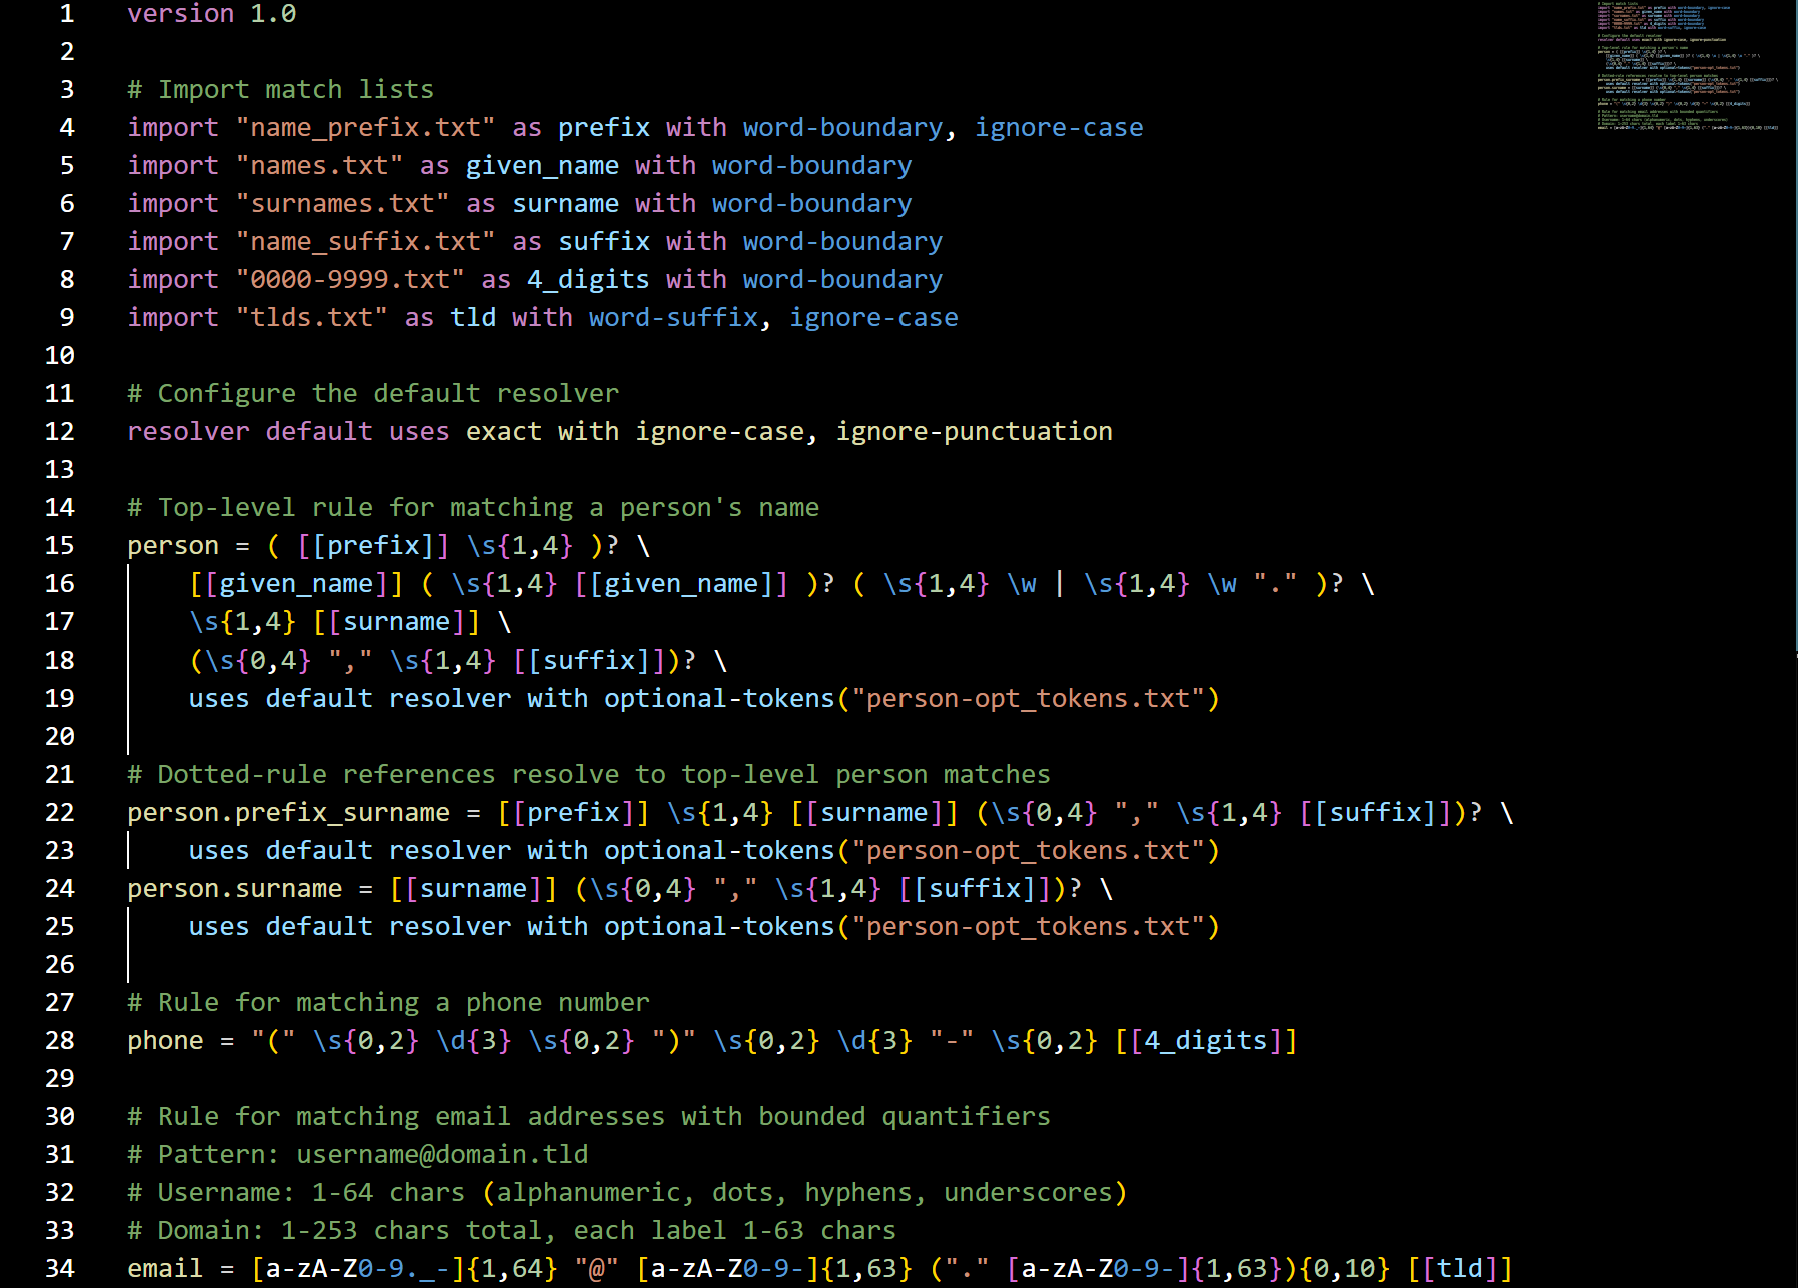 1 version 1.0
2
3 # Import match lists
4 import "name_prefix.txt" as prefix with word-boundary, ignore-case
5 import "names.txt" as given_name with word-boundary
6 import "surnames.txt" as surname with word-boundary
7 import "name_suffix.txt" as suffix with word-boundary
8 import "0000-9999.txt" as 4_digits with word-boundary
9 import "tlds.txt" as tld with word-suffix, ignore-case
10
11 # Configure the default resolver
12 resolver default uses exact with ignore-case, ignore-punctuation
13
14 # Top-level rule for matching a person's name
15 person = ( [[prefix]] \s{1,4} )? \
16     [[given_name]] ( \s{1,4} [[given_name]] )? ( \s{1,4} \w | \s{1,4} \w "." )? \
17     \s{1,4} [[surname]] \
18     (\s{0,4} "," \s{1,4} [[suffix]])? \
19     uses default resolver with optional-tokens("person-opt_tokens.txt")
20
21 # Dotted-rule references resolve to top-level person matches
22 person.prefix_surname = [[prefix]] \s{1,4} [[surname]] (\s{0,4} "," \s{1,4} [[suffix]])? \
23     uses default resolver with optional-tokens("person-opt_tokens.txt")
24 person.surname = [[surname]] (\s{0,4} "," \s{1,4} [[suffix]])? \
25     uses default resolver with optional-tokens("person-opt_tokens.txt")
26
27 # Rule for matching a phone number
28 phone = "(" \s{0,2} \d{3} \s{0,2} ")" \s{0,2} \d{3} "-" \s{0,2} [[4_digits]]
29
30 # Rule for matching email addresses with bounded quantifiers
31 # Pattern: username@domain.tld
32 # Username: 1-64 chars (alphanumeric, dots, hyphens, underscores)
33 # Domain: 1-253 chars total, each label 1-63 chars
34 email = [a-zA-Z0-9._-]{1,64} "@" [a-zA-Z0-9-]{1,63} ("." [a-zA-Z0-9-]{1,63}){0,10} [[tld]]